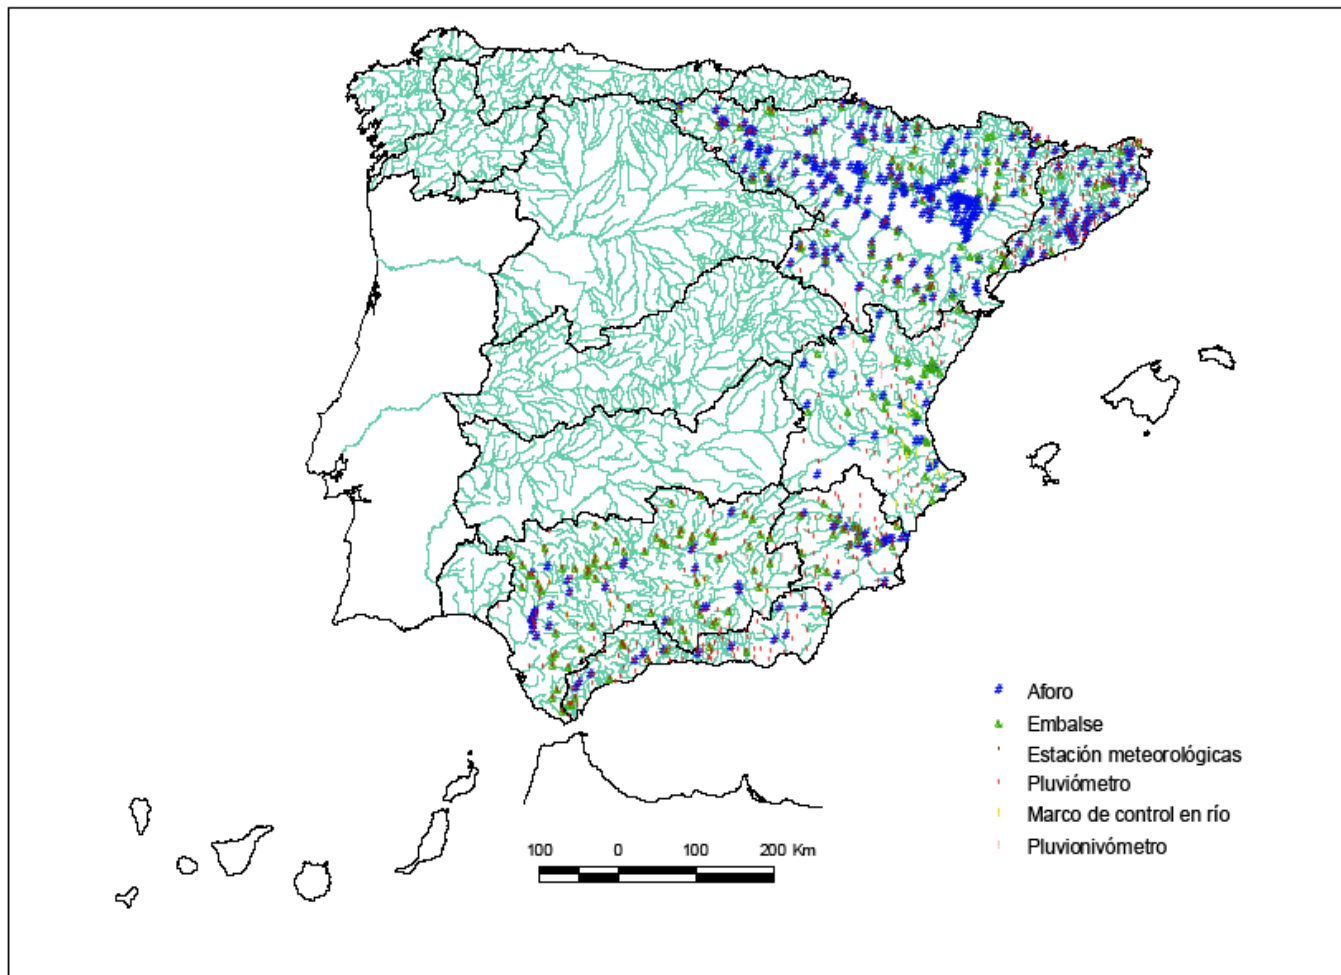 Aforo
Embalse
Estación meteorológicas
Pluviómetro
Marco de control en río
Pluvionivómetro
100 0 100 200 Km